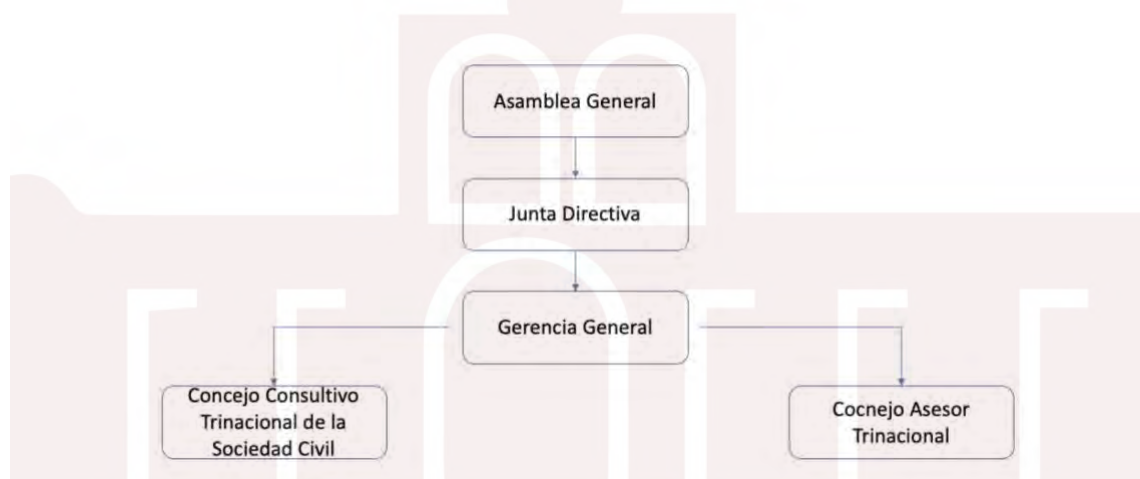 Asamblea General
Junta Directiva
Gerencia General
Concejo Consultivo
Trinacional de la
Sociedad Civil
Cocnejo Asesor
Trinacional